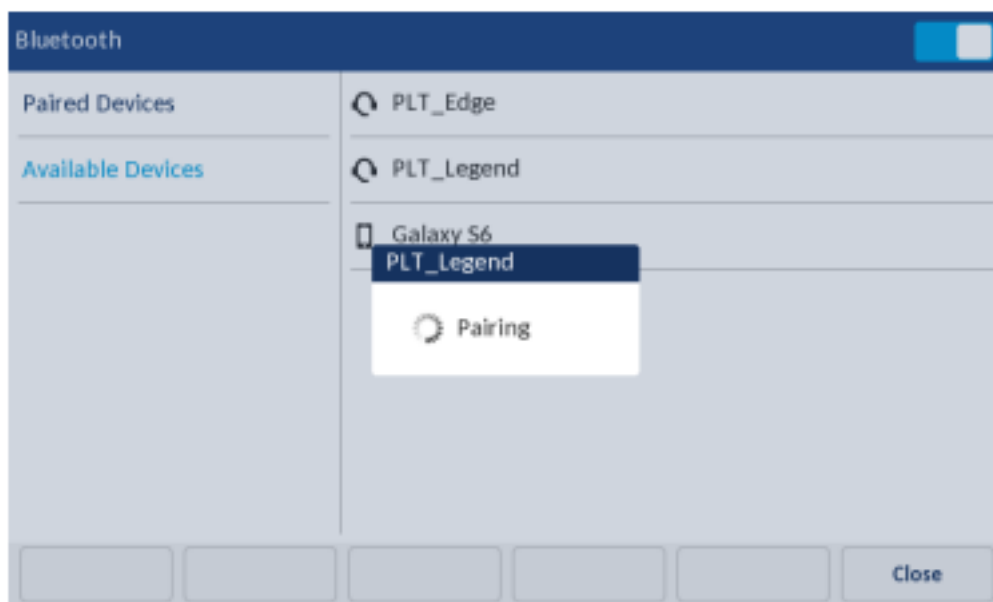 Bluetooth
Paired Devices
Available Devices
PLT_Edge
PLT_Legend
Galaxy S6
PLT_Legend
Pairing
Close